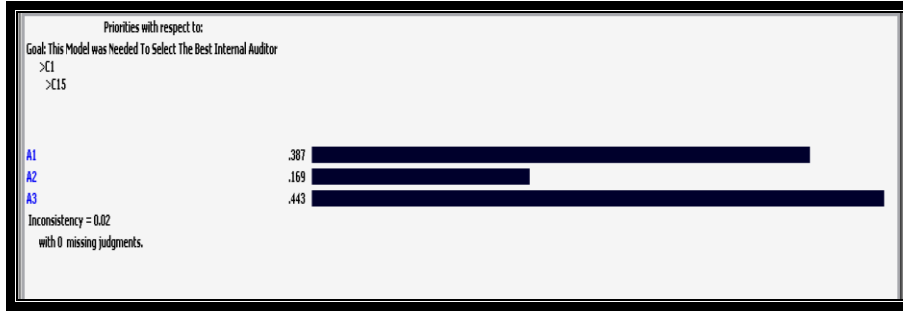 Priorities with respect to:
Goal: This Model was Needed To Select The Best Internal Auditor
>C1
>C15
A1 .387
A2 .169
A3 .443
Inconsistency = 0.02
with 0 missing judgments.